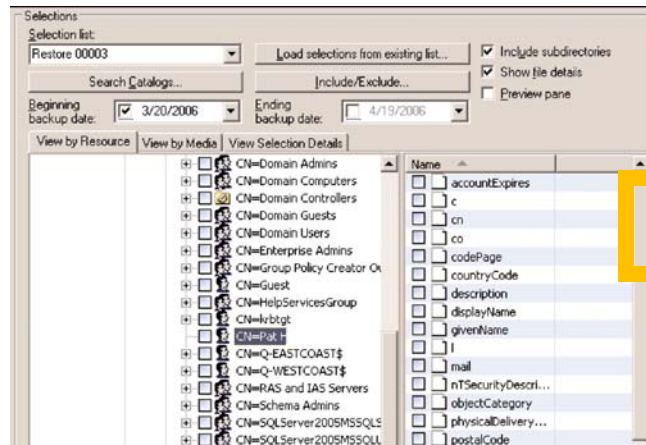 Selections
Selection list:
Restore 00003
Load selections from existing list...
Include subdirectories
Search Catalogs...
Include/Exclude...
Show file details
Preview pane
Beginning backup date:
3/20/2006
Ending backup date:
4/19/2006
View by Resource
View by Media
View Selection Details
CN=Domain Admins
CN=Domain Computers
CN=Domain Controllers
CN=Domain Guests
CN=Domain Users
CN=Enterprise Admins
CN=Group Policy Creator
CN=Guest
CN=HelpServicesGroup
CN=krbtgt
CN=Pat H
CN=Q-EASTCOAST$
CN=Q-WESTCOAST$
CN=RAS and IAS Servers
CN=Schema Admins
CN=SQLServer2005MSSQLS
CN=SQLServer2005MSSQLU
Name
accountExpires
c
cn
co
codePage
countryCode
description
displayName
givenName
l
mail
nTSecurityDescri...
objectCategory
physicalDelivery...
postalCode